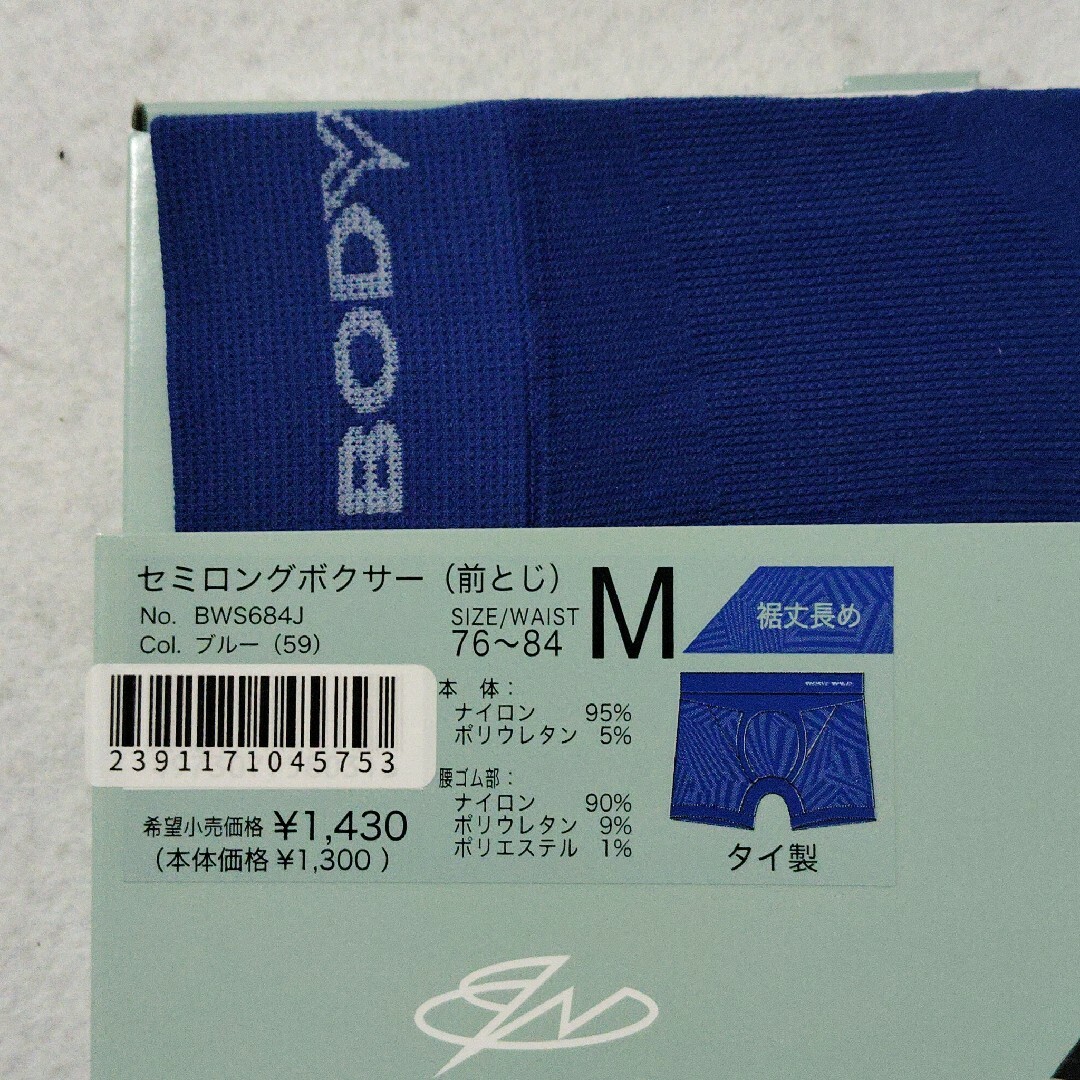 BODY
セミロングボクサー（前とじ）
No. BWS684J
Col. ブルー（59）
SIZE/WAIST
76〜84
M
裾丈長め
本 体：
ナイロン 95%
ポリウレタン 5%
腰ゴム部：
ナイロン 90%
ポリウレタン 9%
ポリエステル 1%
2391171045753
希望小売価格 ¥1,430
（本体価格 ¥1,300 ）
タイ製